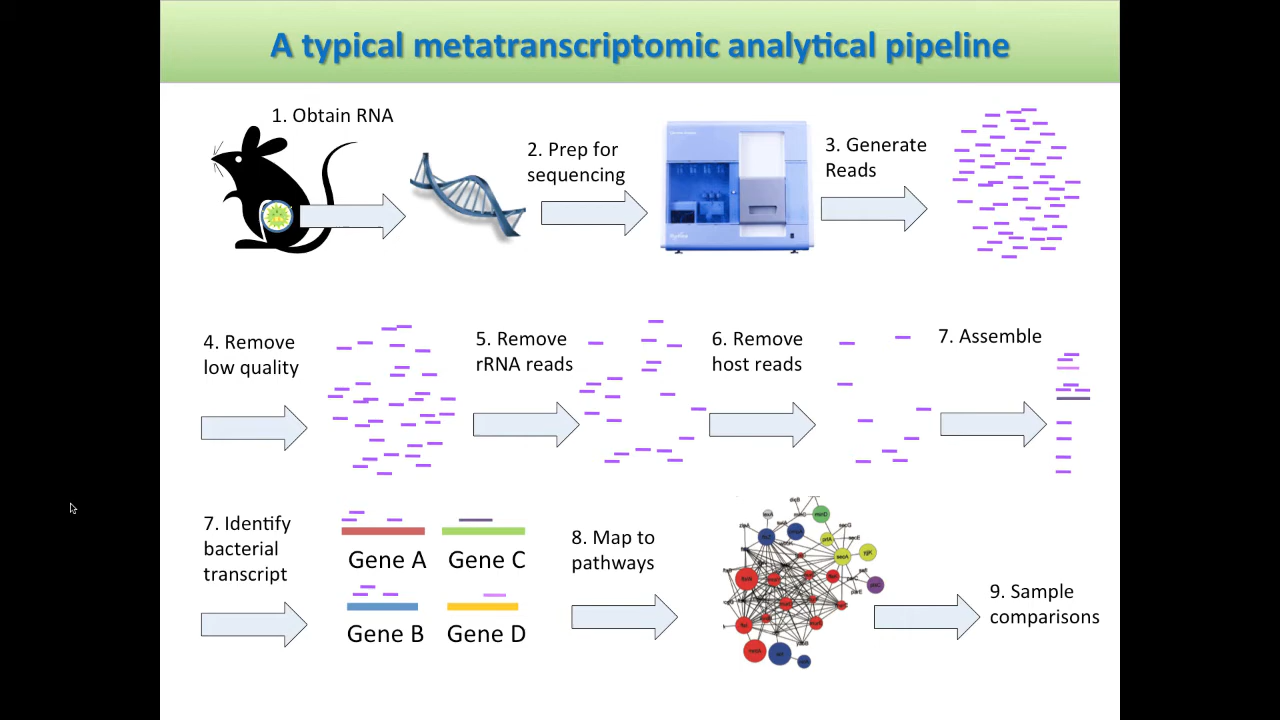 A typical metatranscriptomic analytical pipeline
1. Obtain RNA
2. Prep for
sequencing
3. Generate
Reads
4. Remove
low quality
5. Remove
rRNA reads
6. Remove
host reads
7. Assemble
7. Identify
bacterial
transcript
Gene A
Gene C
Gene B
Gene D
8. Map to
pathways
secA
9. Sample
comparisons